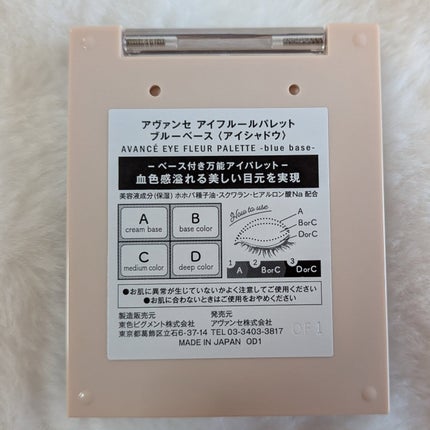 アヴァンセ アイフルールパレット
ブルーベース〈アイシャドウ〉
AVANCÉ EYE FLEUR PALETTE -blue base-
−ベース付き万能アイパレット−
血色感溢れる美しい目元を実現
美容液成分(保湿) ホホバ種子油・スクワラン・ヒアルロン酸Na 配合
A
cream base
B
base color
C
medium color
D
deep color
How to use
A
BorC
DorC
1 A 2 BorC 3 DorC
●お肌に異常が生じていないかよく注意してご使用ください
●お肌に合わないときはご使用をおやめください
製造販売元
東色ピグメント株式会社
東京都葛飾区立石6-37-14
発売元
アヴァンセ株式会社
TEL 03-3403-3817
MADE IN JAPAN OD1
OF1